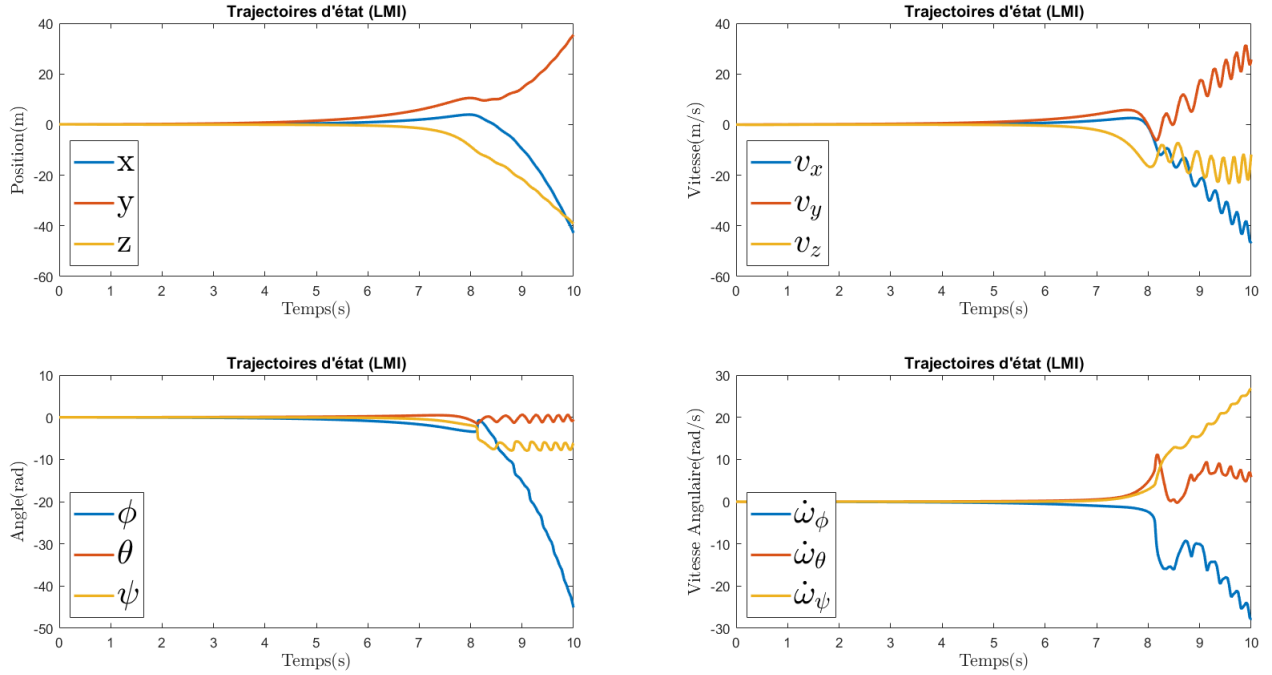 Trajectoires d'état (LMI)
40
20
0
-20
-40
-60
Position(m)
x
y
z
0 1 2 3 4 5 6 7 8 9 10
Temps(s)
Trajectoires d'état (LMI)
40
20
0
-20
-40
-60
Vitesse(m/s)
v_x
v_y
v_z
0 1 2 3 4 5 6 7 8 9 10
Temps(s)
Trajectoires d'état (LMI)
10
0
-10
-20
-30
-40
-50
Angle(rad)
ϕ
θ
ψ
0 1 2 3 4 5 6 7 8 9 10
Temps(s)
Trajectoires d'état (LMI)
30
20
10
0
-10
-20
-30
Vitesse Angulaire(rad/s)
ω̇_ϕ
ω̇_θ
ω̇_ψ
0 1 2 3 4 5 6 7 8 9 10
Temps(s)